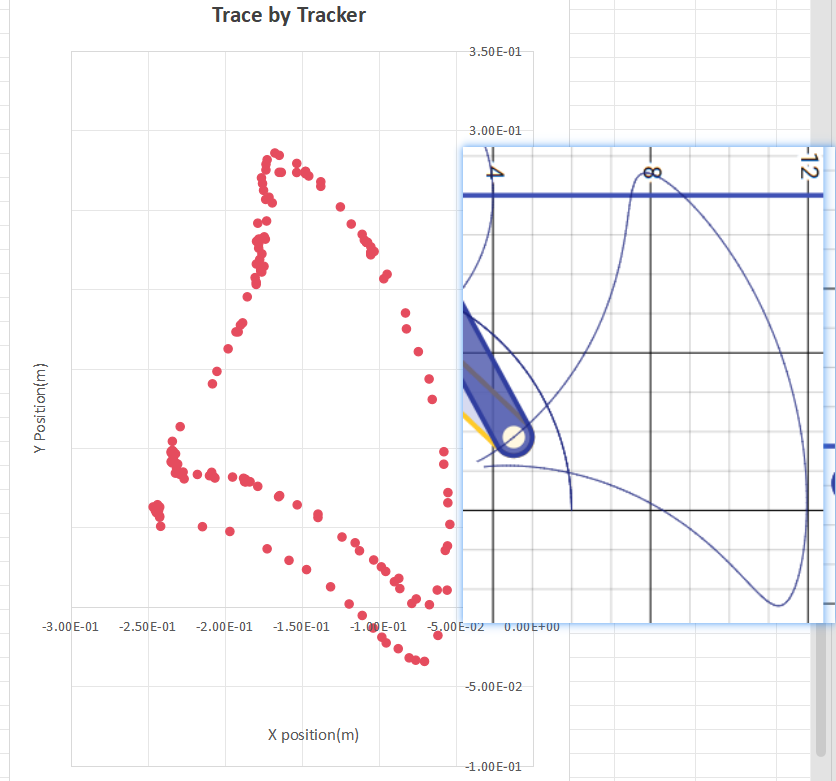 Trace by Tracker
3.50E-01
3.00E-01
4
8
12
Y Position(m)
-3.00E-01
-2.50E-01
-2.00E-01
-1.50E-01
-1.00E-01
-5.00E-02
0.00E+00
-5.00E-02
X position(m)
-1.00E-01